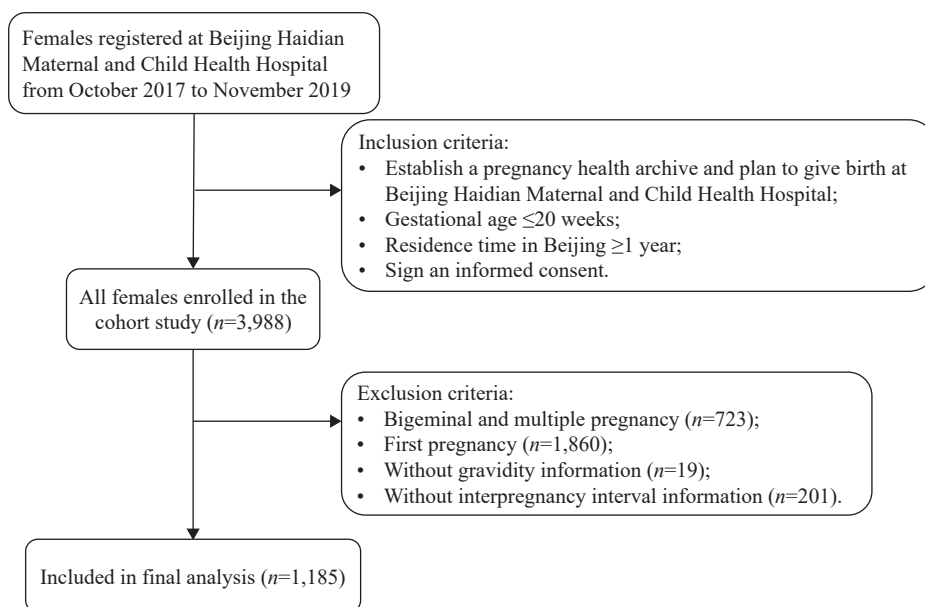 Females registered at Beijing Haidian
Maternal and Child Health Hospital
from October 2017 to November 2019
Inclusion criteria:
• Establish a pregnancy health archive and plan to give birth at
Beijing Haidian Maternal and Child Health Hospital;
• Gestational age ≤20 weeks;
• Residence time in Beijing ≥1 year;
• Sign an informed consent.
All females enrolled in the
cohort study (n=3,988)
Exclusion criteria:
• Bigeminal and multiple pregnancy (n=723);
• First pregnancy (n=1,860);
• Without gravidity information (n=19);
• Without interpregnancy interval information (n=201).
Included in final analysis (n=1,185)